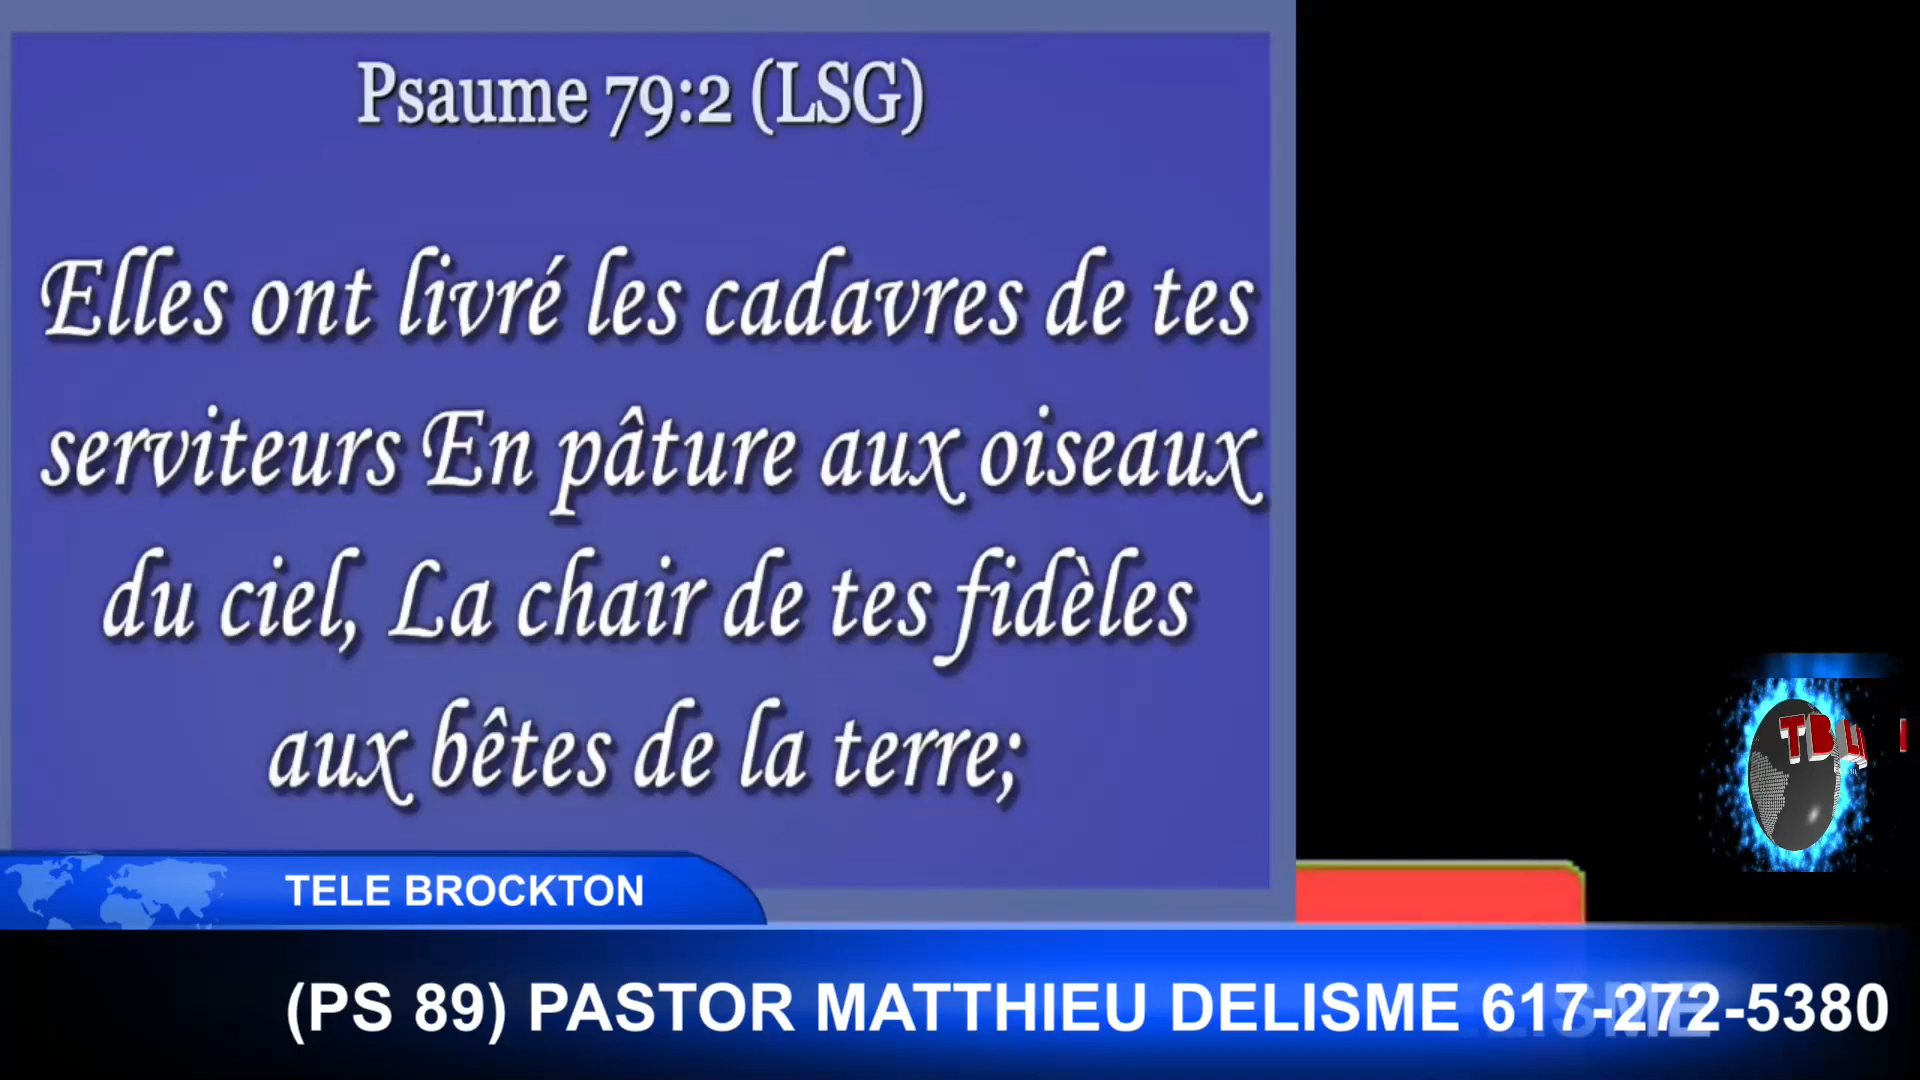 Psaume 79:2 (LSG)
Elles ont livré les cadavres de tes
serviteurs En pâture aux oiseaux
du ciel, La chair de tes fidèles
aux bêtes de la terre;
TELE BROCKTON
(PS 89) PASTOR MATTHIEU DELISME 617-272-5380